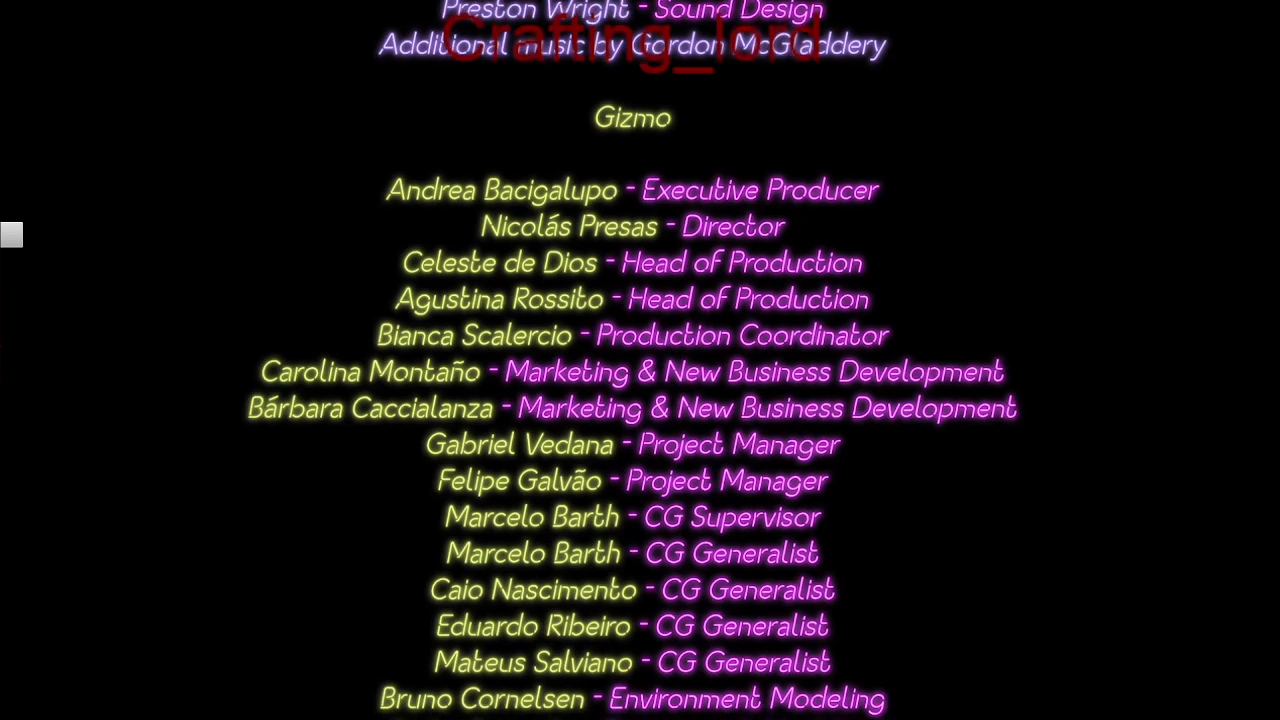 Preston Wright - Sound Design
Crafting_lord
Additional music by Gordon McGladdery
Gizmo
Andrea Bacigalupo - Executive Producer
Nicolás Presas - Director
Celeste de Dios - Head of Production
Agustina Rossito - Head of Production
Bianca Scalercio - Production Coordinator
Carolina Montaño - Marketing & New Business Development
Bárbara Caccialanza - Marketing & New Business Development
Gabriel Vedana - Project Manager
Felipe Galvão - Project Manager
Marcelo Barth - CG Supervisor
Marcelo Barth - CG Generalist
Caio Nascimento - CG Generalist
Eduardo Ribeiro - CG Generalist
Mateus Salviano - CG Generalist
Bruno Cornelsen - Environment Modeling